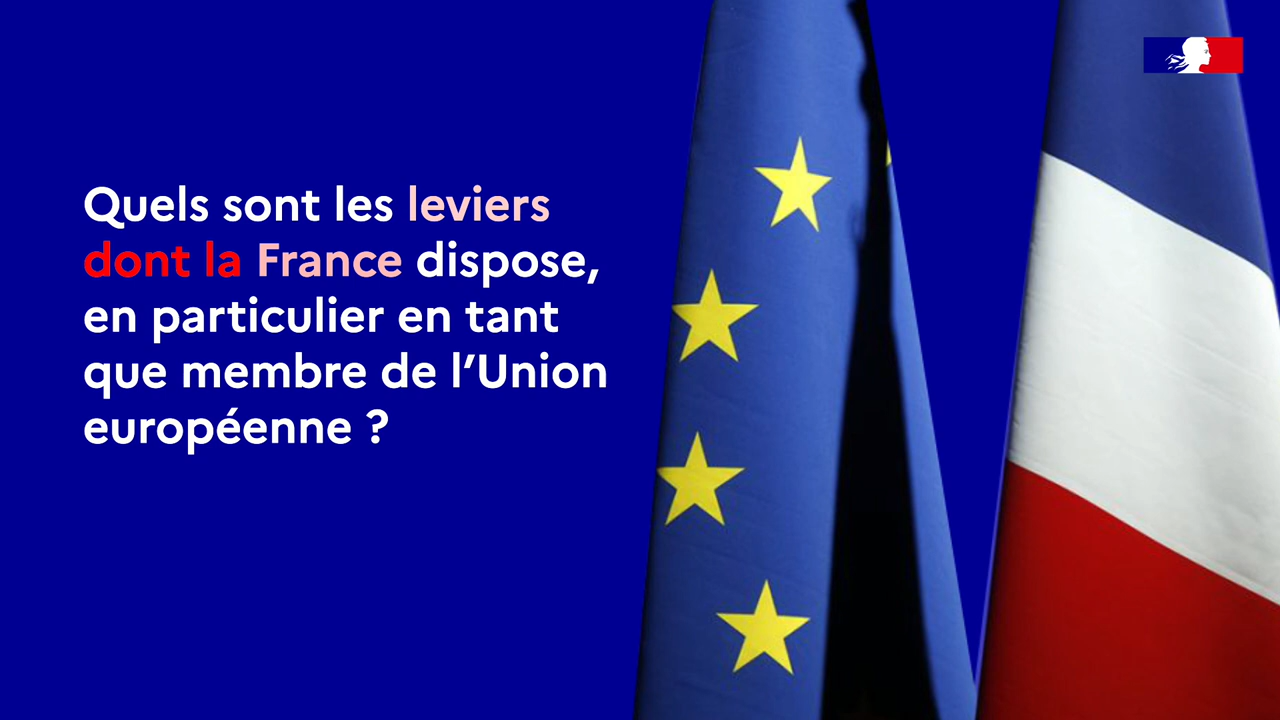 Quels sont les leviers
dont la France dispose,
en particulier en tant
que membre de l’Union
européenne ?